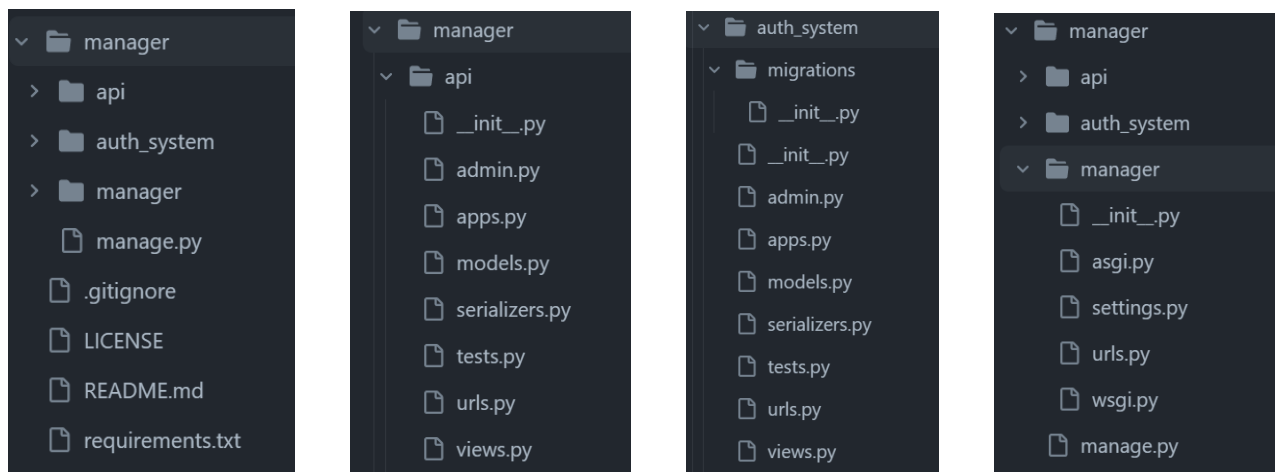 manager
api
auth_system
manager
manage.py
.gitignore
LICENSE
README.md
requirements.txt
manager
api
__init__.py
admin.py
apps.py
models.py
serializers.py
tests.py
urls.py
views.py
auth_system
migrations
__init__.py
__init__.py
admin.py
apps.py
models.py
serializers.py
tests.py
urls.py
views.py
manager
api
auth_system
manager
__init__.py
asgi.py
settings.py
urls.py
wsgi.py
manage.py